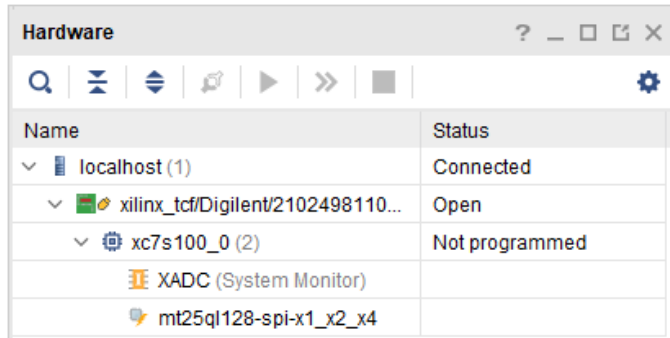 Hardware
Name Status
localhost (1) Connected
xilinx_tcf/Digilent/2102498110... Open
xc7s100_0 (2) Not programmed
XADC (System Monitor)
mt25ql128-spi-x1_x2_x4